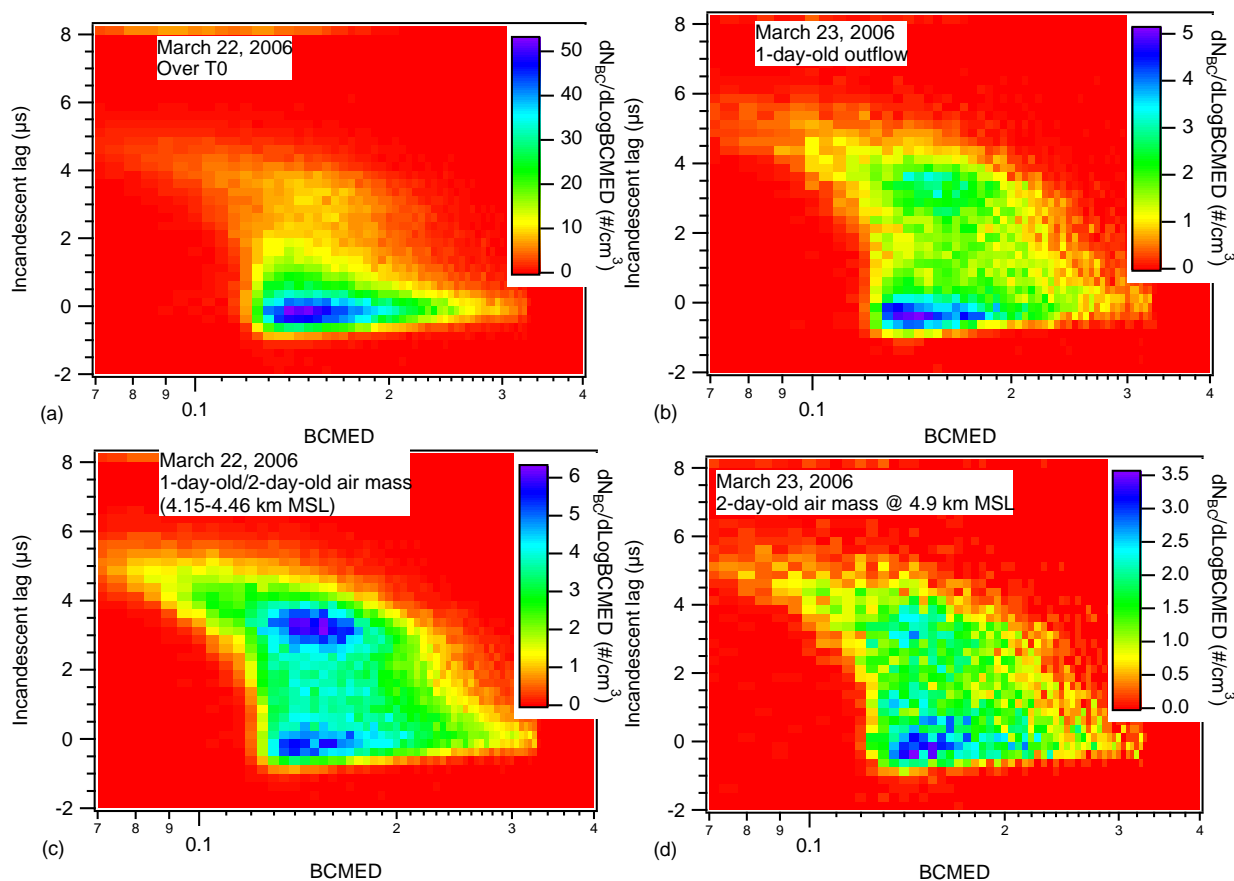 8
6
4
2
0
-2
Incandescent lag (µs)
March 22, 2006
Over T0
50
40
30
20
10
0
dN_BC/dLogBCMED (#/cm³)
7 8 9 0.1 2 3 4
BCMED
(a)
8
6
4
2
0
-2
Incandescent lag (µs)
March 23, 2006
1-day-old outflow
5
4
3
2
1
0
dN_BC/dLogBCMED (#/cm³)
7 8 9 0.1 2 3 4
BCMED
(b)
8
6
4
2
0
-2
Incandescent lag (µs)
March 22, 2006
1-day-old/2-day-old air mass
(4.15-4.46 km MSL)
6
5
4
3
2
1
0
dN_BC/dLogBCMED (#/cm³)
7 8 9 0.1 2 3 4
BCMED
(c)
8
6
4
2
0
-2
Incandescent lag (µs)
March 23, 2006
2-day-old air mass @ 4.9 km MSL
3.5
3.0
2.5
2.0
1.5
1.0
0.5
0.0
dN_BC/dLogBCMED (#/cm³)
7 8 9 0.1 2 3 4
BCMED
(d)